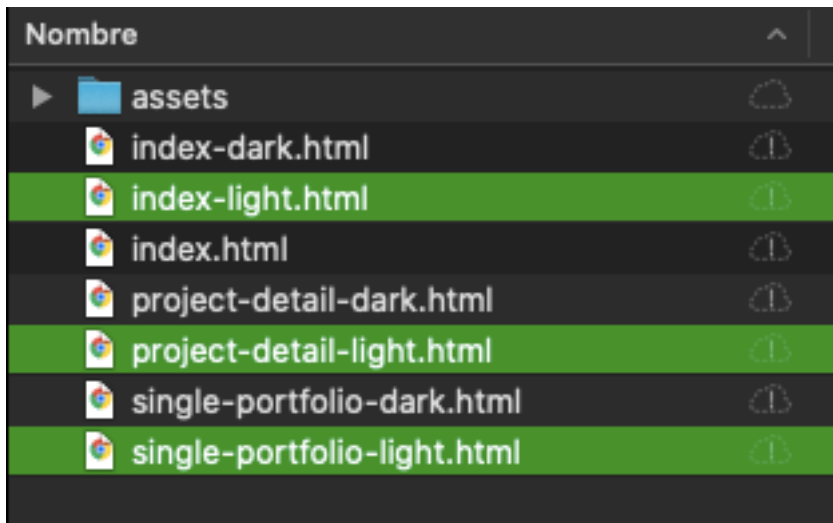 Nombre
assets
index-dark.html
index-light.html
index.html
project-detail-dark.html
project-detail-light.html
single-portfolio-dark.html
single-portfolio-light.html